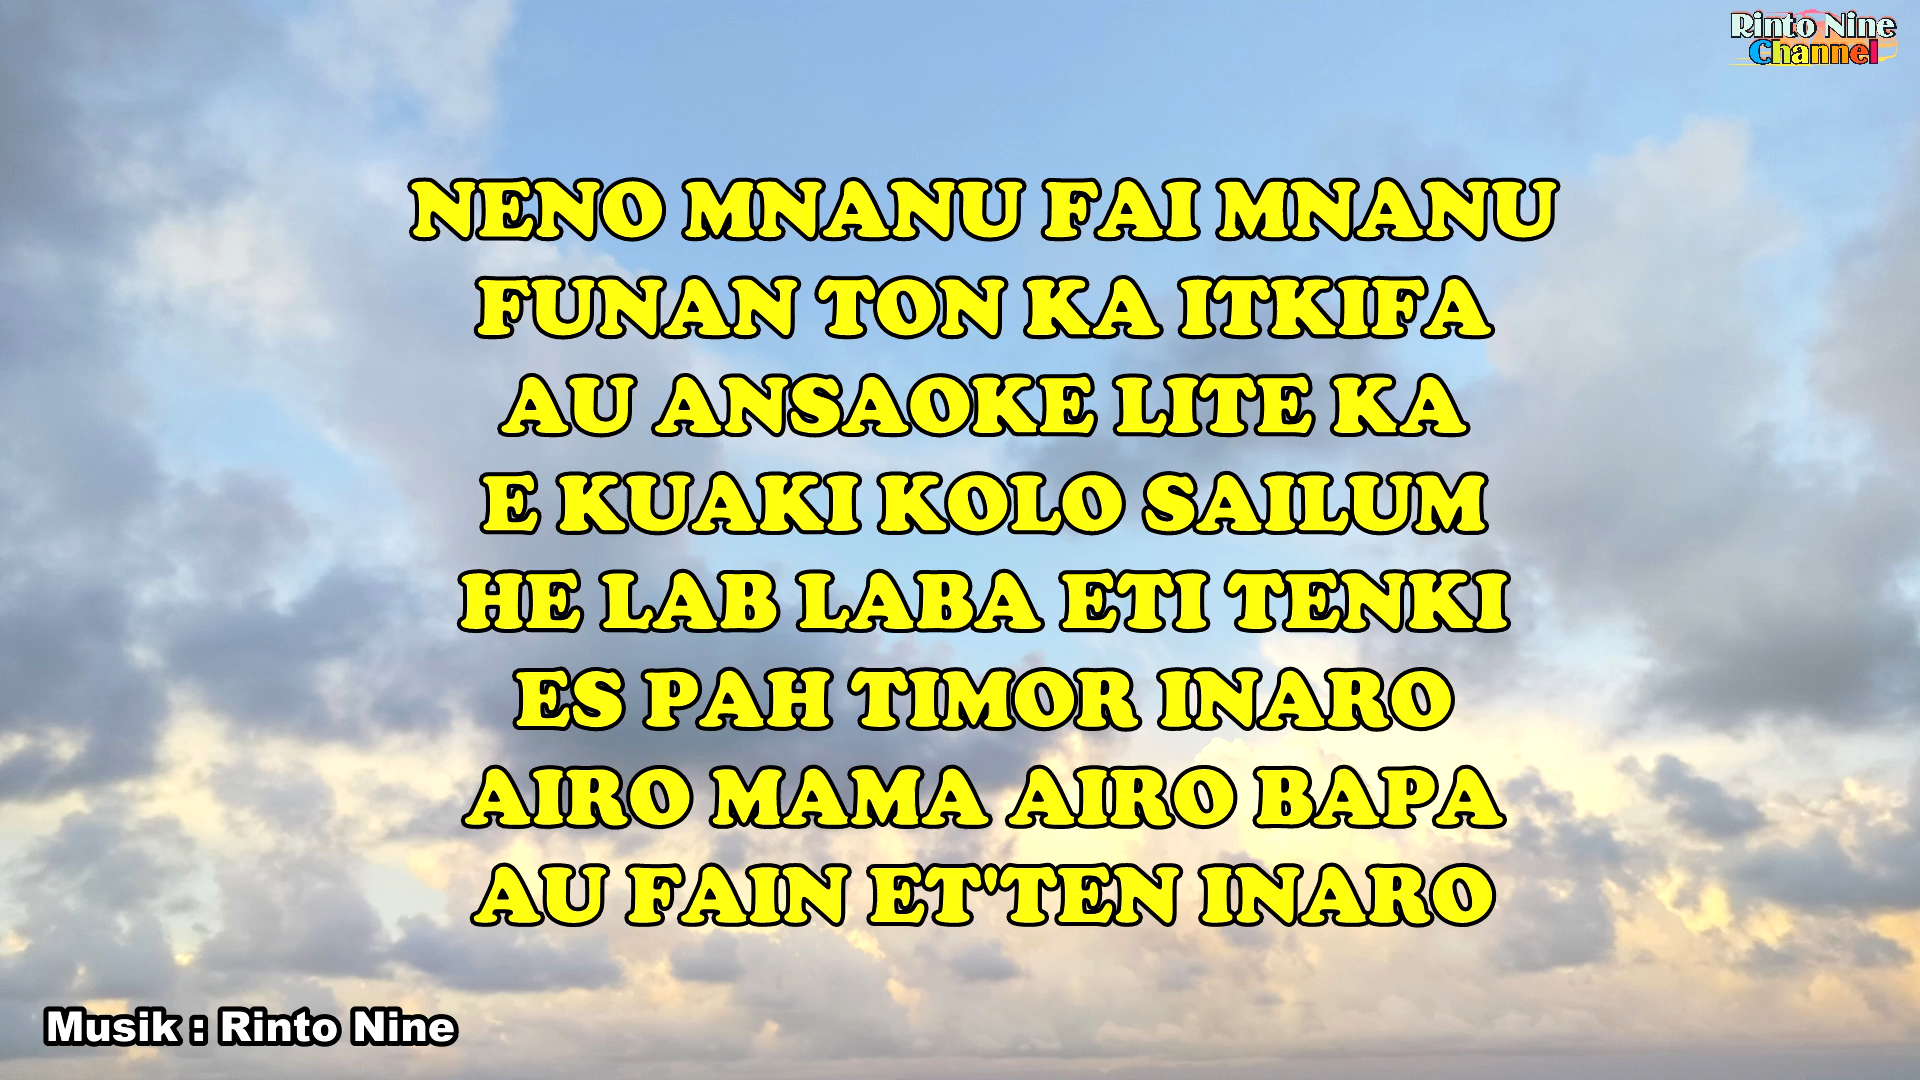 Rinto Nine
Channel
NENO MNANU FAI MNANU
FUNAN TON KA ITKIFA
AU ANSAOKE LITE KA
E KUAKI KOLO SAILUM
HE LAB LABA ETI TENKI
ES PAH TIMOR INARO
AIRO MAMA AIRO BAPA
AU FAIN ET'TEN INARO
Musik : Rinto Nine